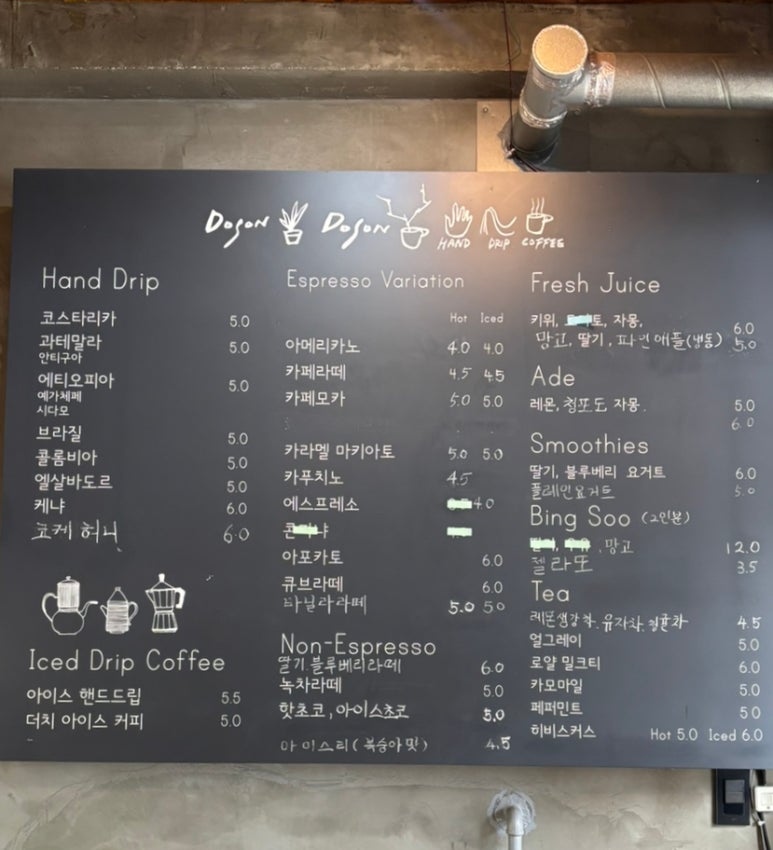 Doson Doson HAND DRIP COFFEE
Hand Drip
코스타리카 5.0
과테말라 5.0
안티구아
에티오피아 5.0
예가체페
시다모
브라질 5.0
콜롬비아 5.0
엘살바도르 5.0
케냐 6.0
코케 허니 6.0
Iced Drip Coffee
아이스 핸드드립 5.5
더치 아이스 커피 5.0
Espresso Variation
Hot Iced
아메리카노 4.0 4.0
카페라떼 4.5 4.5
카페모카 5.0 5.0
카라멜 마키아토 5.0 5.0
카푸치노 4.5
에스프레소 4.0
아포카토 6.0
큐브라떼 6.0
바닐라라떼 5.0 5.0
Non-Espresso
딸기.블루베리라떼 6.0
녹차라떼 5.0
핫초코, 아이스초코 5.0
아이스티(복숭아맛) 4.5
Fresh Juice
키위, 자몽, 6.0
망고, 딸기, 파인애플(냉동) 5.0
Ade
레몬, 청포도 자몽. 5.0
6.0
Smoothies
딸기, 블루베리 요거트 6.0
플레인요거트 5.0
Bing Soo (2인분)
, 망고 12.0
젤라또 3.5
Tea
레몬생강차. 유자차. 청귤차 4.5
얼그레이 5.0
로얄 밀크티 6.0
카모마일 5.0
페퍼민트 5.0
히비스커스 Hot 5.0 Iced 6.0